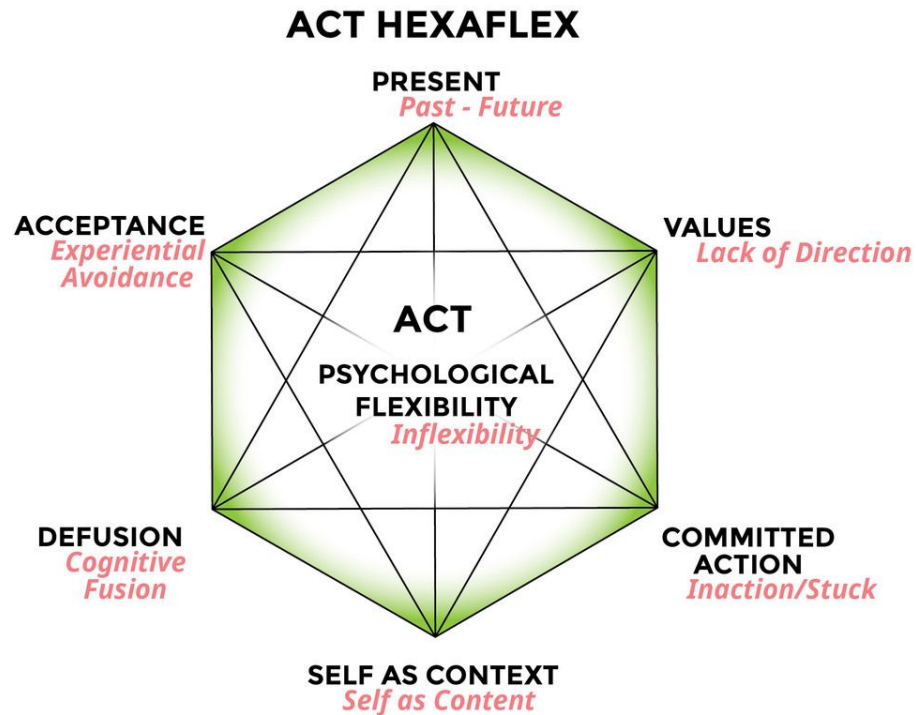 ACT HEXAFLEX
PRESENT
Past - Future
ACCEPTANCE
Experiential
Avoidance
VALUES
Lack of Direction
ACT
PSYCHOLOGICAL
FLEXIBILITY
Inflexibility
DEFUSION
Cognitive
Fusion
COMMITTED
ACTION
Inaction/Stuck
SELF AS CONTEXT
Self as Content